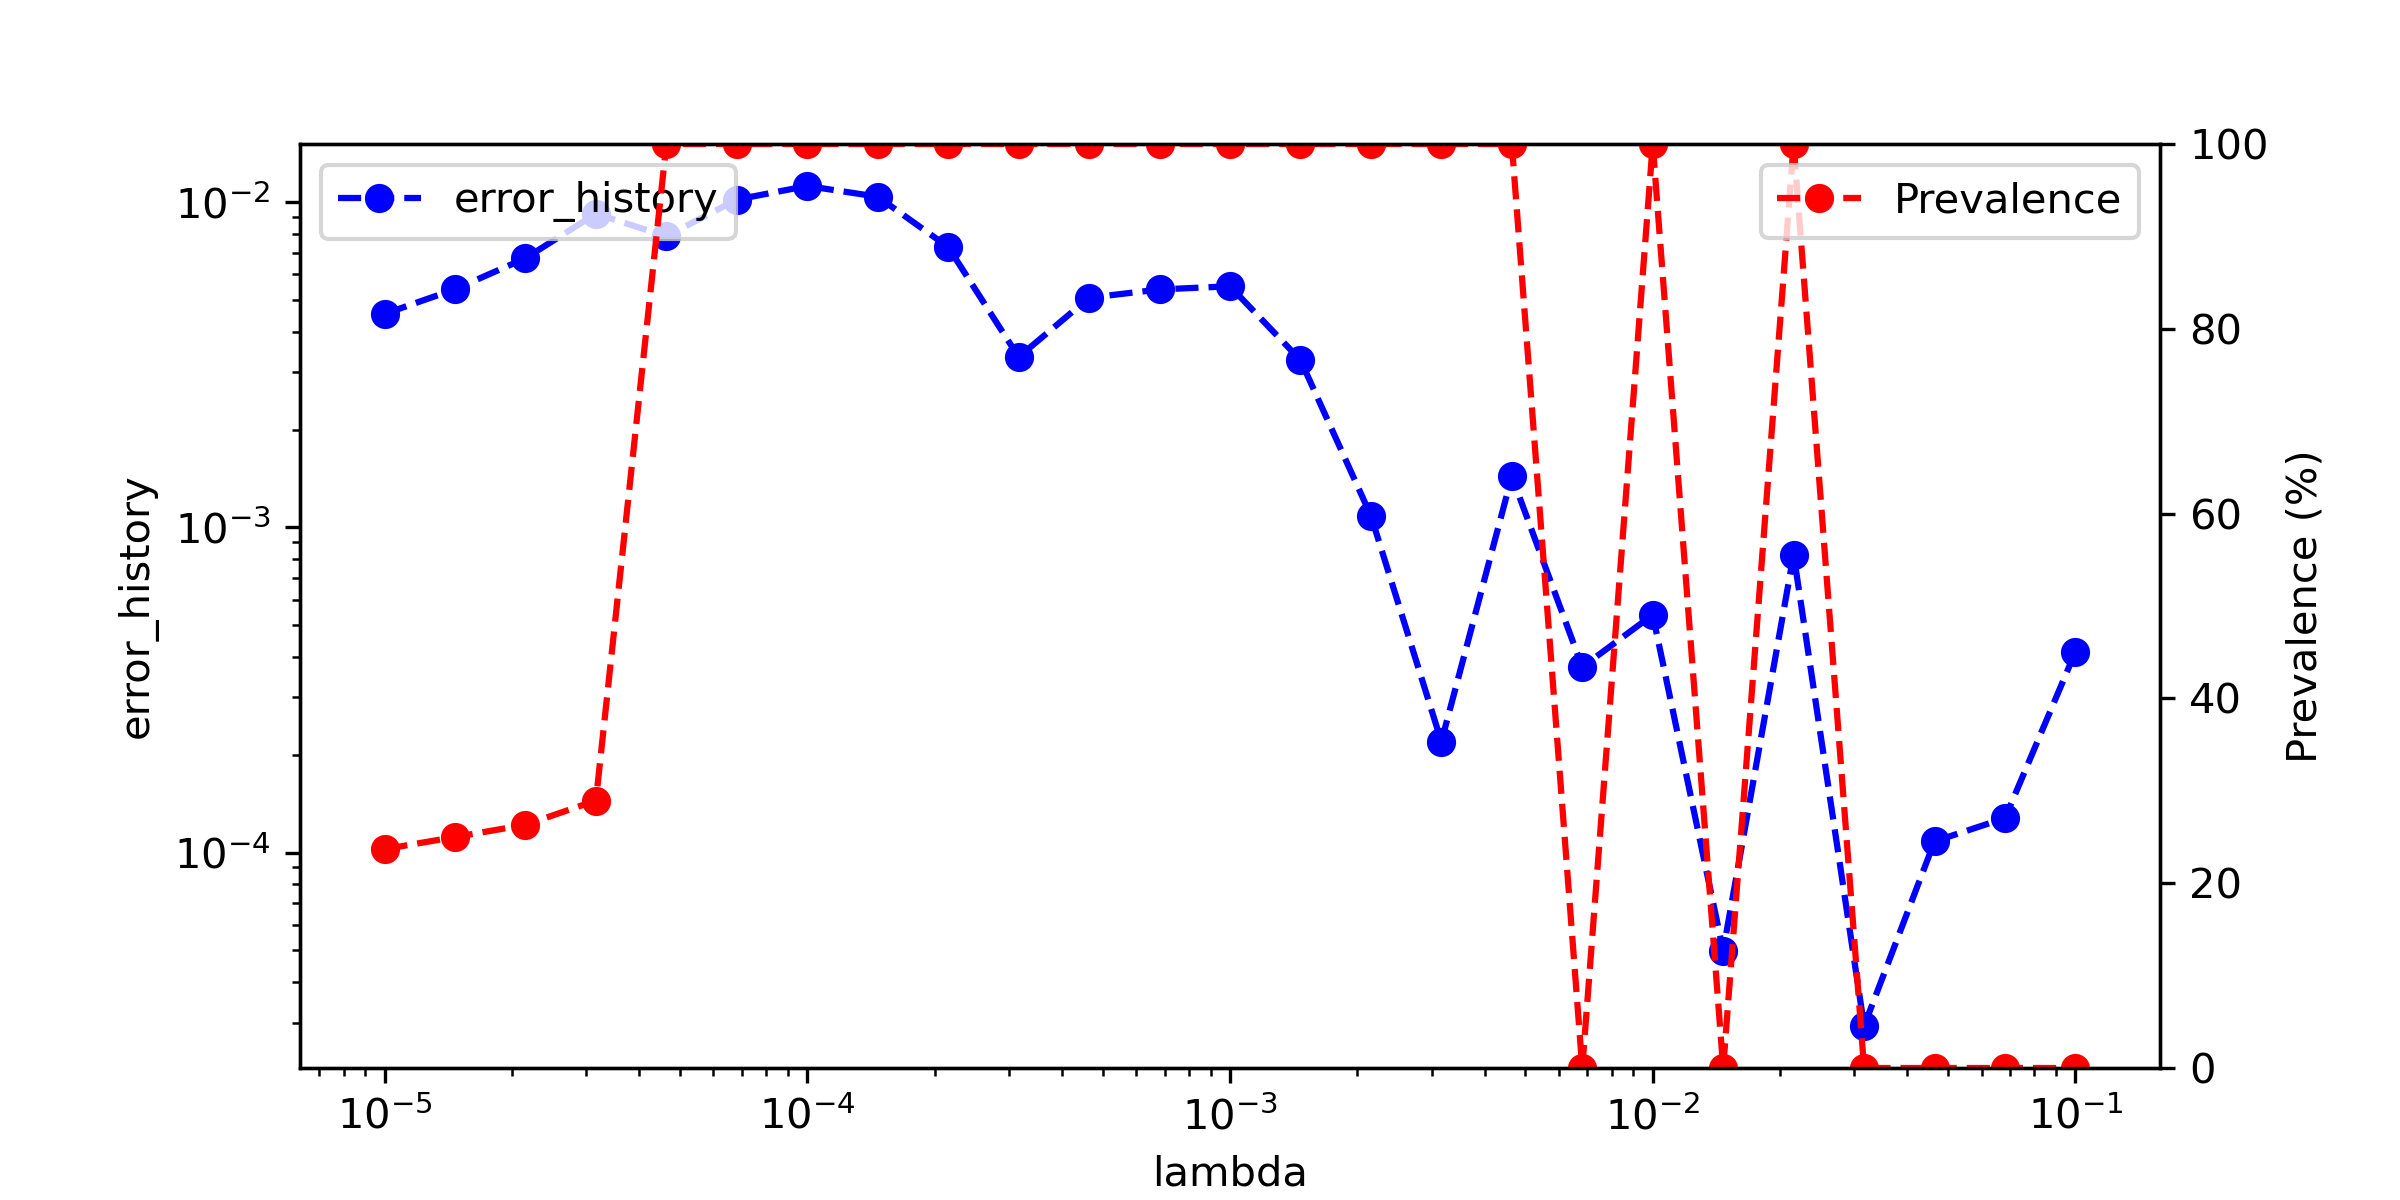 error_history
Prevalence
10⁻²
10⁻³
10⁻⁴
error_history
100
80
60
40
20
0
Prevalence (%)
10⁻⁵ 10⁻⁴ 10⁻³ 10⁻² 10⁻¹
lambda